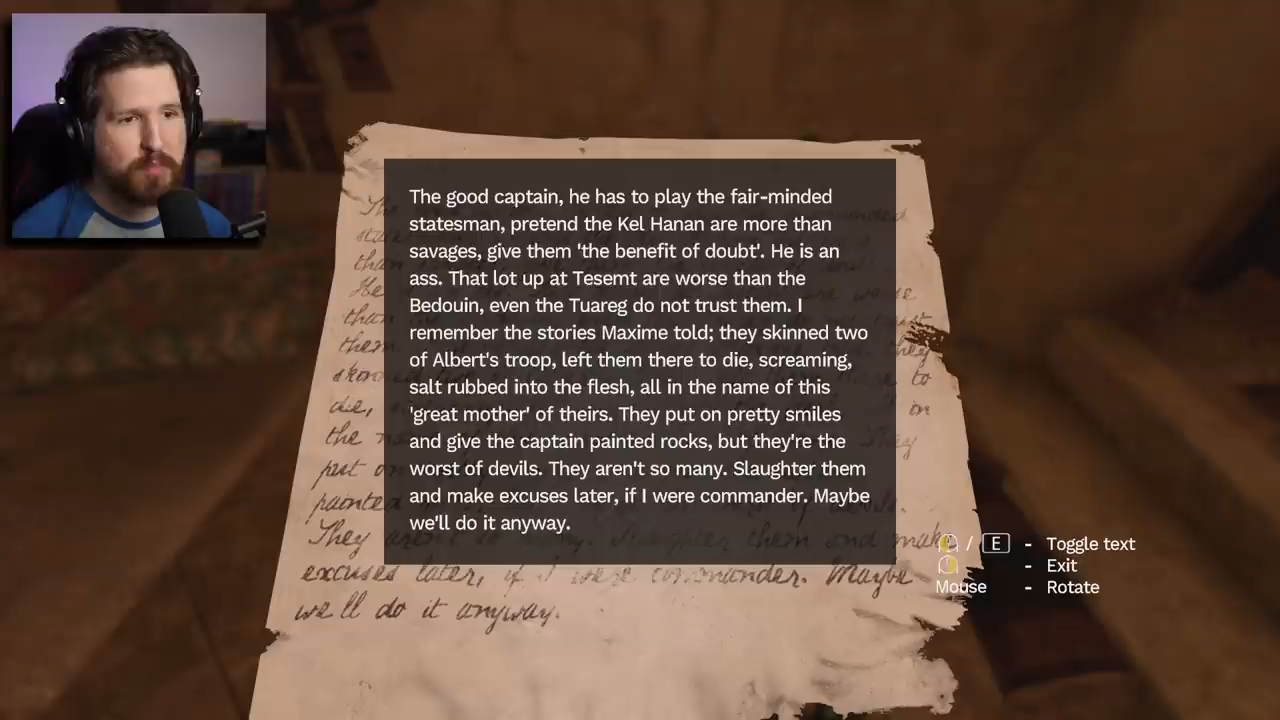 The good captain, he has to play the fair-minded
statesman, pretend the Kel Hanan are more than
savages, give them 'the benefit of doubt'. He is an
ass. That lot up at Tesemt are worse than the
Bedouin, even the Tuareg do not trust them. I
remember the stories Maxime told; they skinned two
of Albert's troop, left them there to die, screaming,
salt rubbed into the flesh, all in the name of this
'great mother' of theirs. They put on pretty smiles
and give the captain painted rocks, but they're the
worst of devils. They aren't so many. Slaughter them
and make excuses later, if I were commander. Maybe
we'll do it anyway.
excuses later, if I were commander. Maybe
we'll do it anyway.
/ E - Toggle text
- Exit
Mouse - Rotate